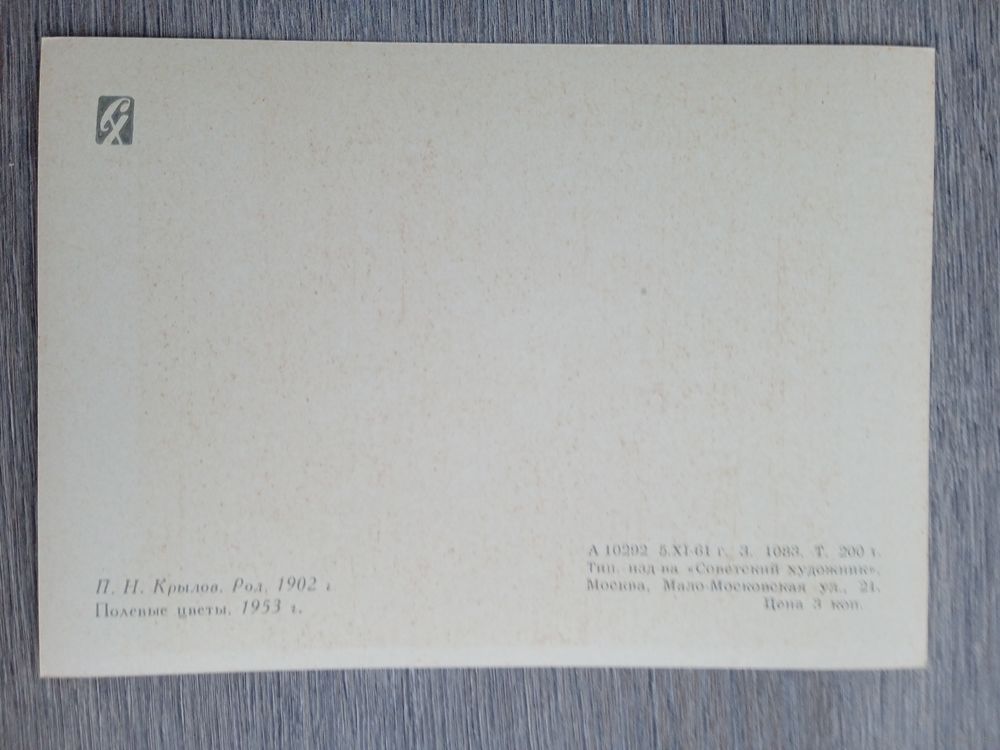 СХ
П. Н. Крылов. Род. 1902 г.
Полевые цветы. 1953 г.
А 10292 5.XI-61 г. З. 1083. Т. 200 т.
Тип. изд-ва «Советский художник».
Москва, Мало-Московская ул., 21.
Цена 3 коп.